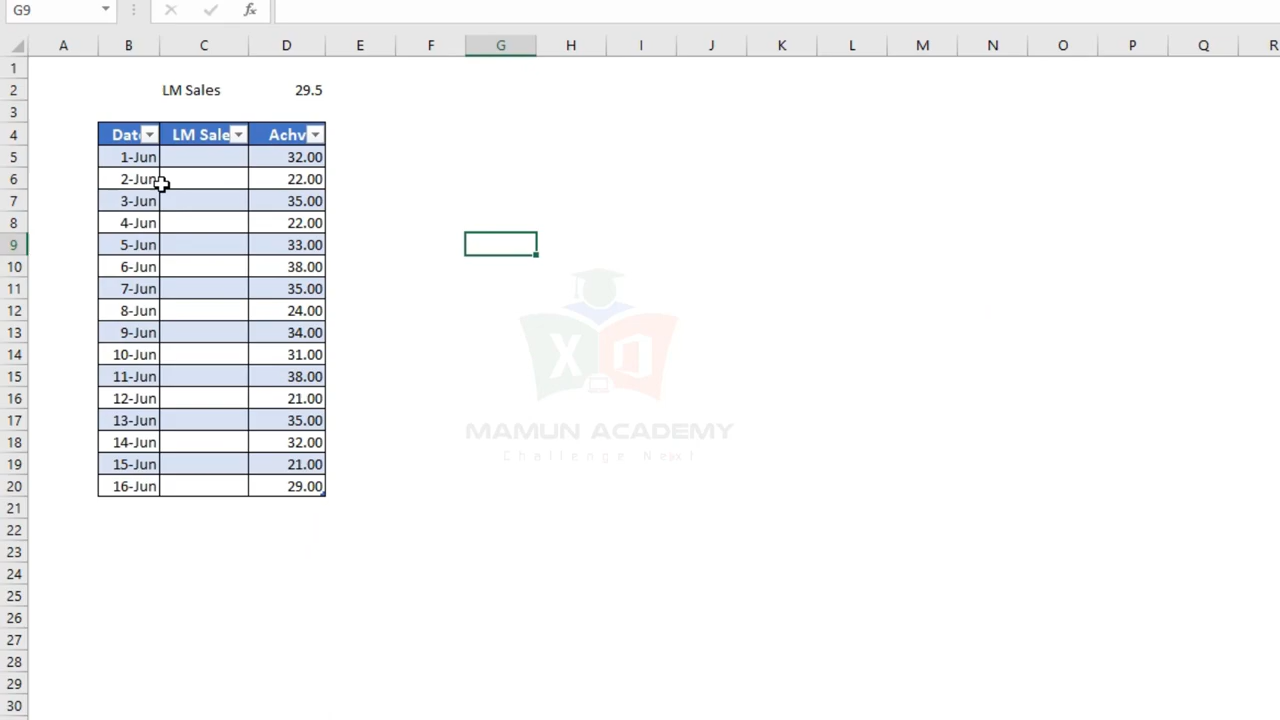 G9
fx
A B C D E F G H I J K L M N O P Q R
1
2 LM Sales 29.5
3
4 Date LM Sale Achv
5 1-Jun 32.00
6 2-Jun 22.00
7 3-Jun 35.00
8 4-Jun 22.00
9 5-Jun 33.00
10 6-Jun 38.00
11 7-Jun 35.00
12 8-Jun 24.00
13 9-Jun 34.00
14 10-Jun 31.00
15 11-Jun 38.00
16 12-Jun 21.00
17 13-Jun 35.00
18 14-Jun 32.00
19 15-Jun 21.00
20 16-Jun 29.00
21
22
23
24
25
26
27
28
29
30
X
MAMUN ACADEMY
Challenge Next